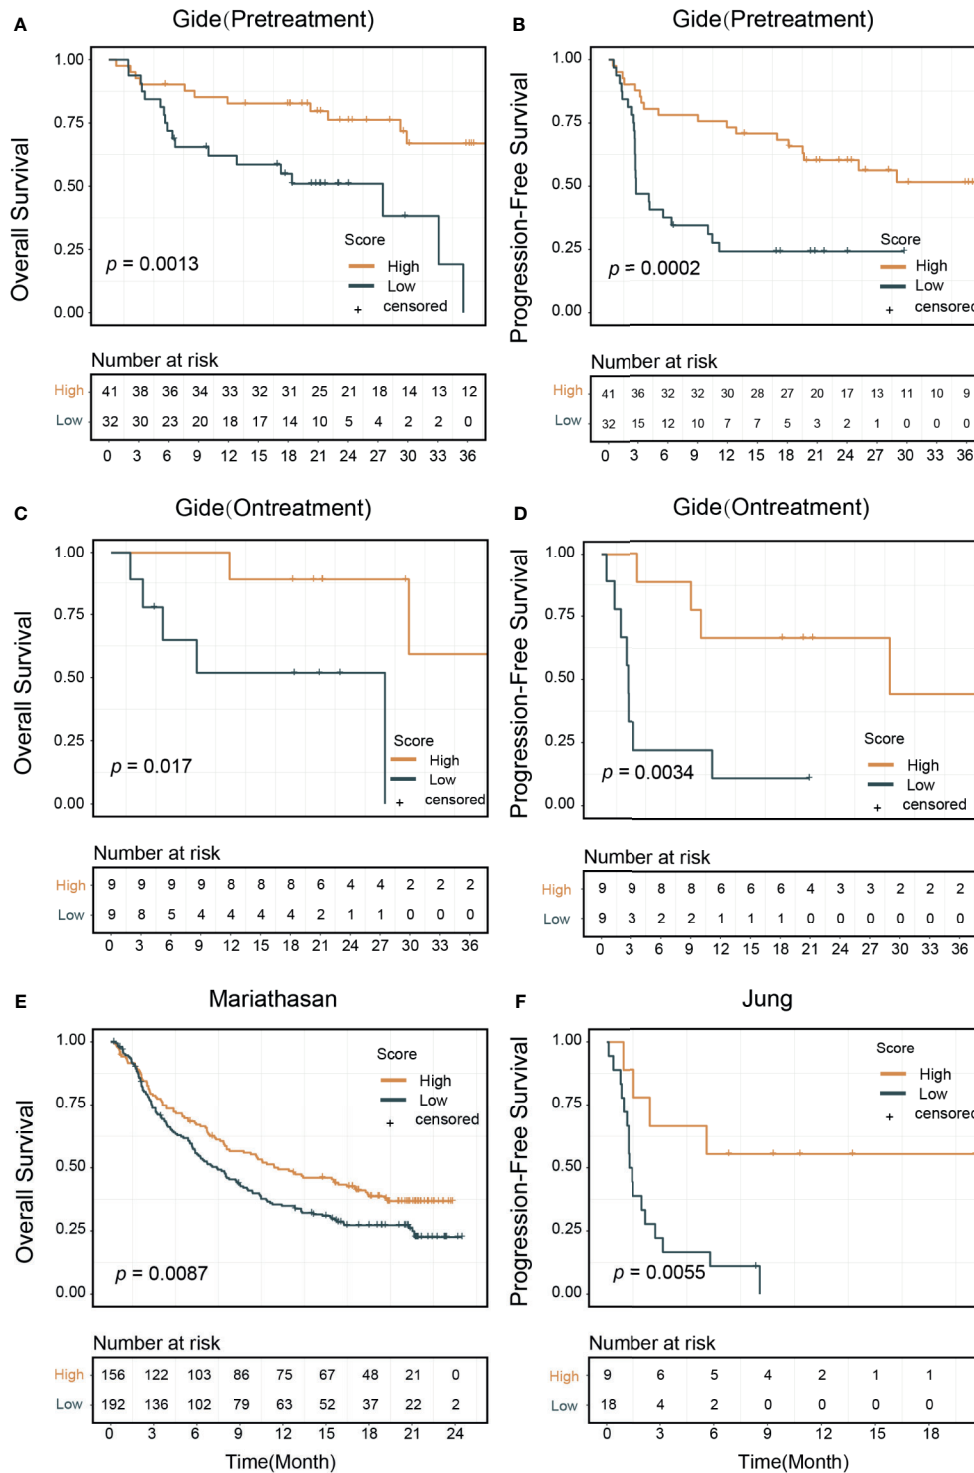 A Gide(Pretreatment)
Overall Survival
1.00
0.75
0.50
0.25
0.00
p = 0.0013
Score
High
Low
+ censored
Number at risk
High 41 38 36 34 33 32 31 25 21 18 14 13 12
Low 32 30 23 20 18 17 14 10 5 4 2 2 0
0 3 6 9 12 15 18 21 24 27 30 33 36
B Gide(Pretreatment)
Progression-Free Survival
1.00
0.75
0.50
0.25
0.00
p = 0.0002
Score
High
Low
+ censored
Number at risk
High 41 36 32 32 30 28 27 20 17 13 11 10 9
Low 32 15 12 10 7 7 5 3 2 1 0 0 0
0 3 6 9 12 15 18 21 24 27 30 33 36
C Gide(Ontreatment)
Overall Survival
1.00
0.75
0.50
0.25
0.00
p = 0.017
Score
High
Low
+ censored
Number at risk
High 9 9 9 9 8 8 8 6 4 4 2 2 2
Low 9 8 5 4 4 4 4 2 1 1 0 0 0
0 3 6 9 12 15 18 21 24 27 30 33 36
D Gide(Ontreatment)
Progression-Free Survival
1.00
0.75
0.50
0.25
0.00
p = 0.0034
Score
High
Low
+ censored
Number at risk
High 9 9 8 8 6 6 6 4 3 3 2 2 2
Low 9 3 2 2 1 1 1 0 0 0 0 0 0
0 3 6 9 12 15 18 21 24 27 30 33 36
E Mariathasan
Overall Survival
1.00
0.75
0.50
0.25
0.00
p = 0.0087
Score
High
Low
+ censored
Number at risk
High 156 122 103 86 75 67 48 21 0
Low 192 136 102 79 63 52 37 22 2
0 3 6 9 12 15 18 21 24
Time(Month)
F Jung
Progression-Free Survival
1.00
0.75
0.50
0.25
0.00
p = 0.0055
Score
High
Low
+ censored
Number at risk
High 9 6 5 4 2 1 1
Low 18 4 2 0 0 0 0
0 3 6 9 12 15 18
Time(Month)